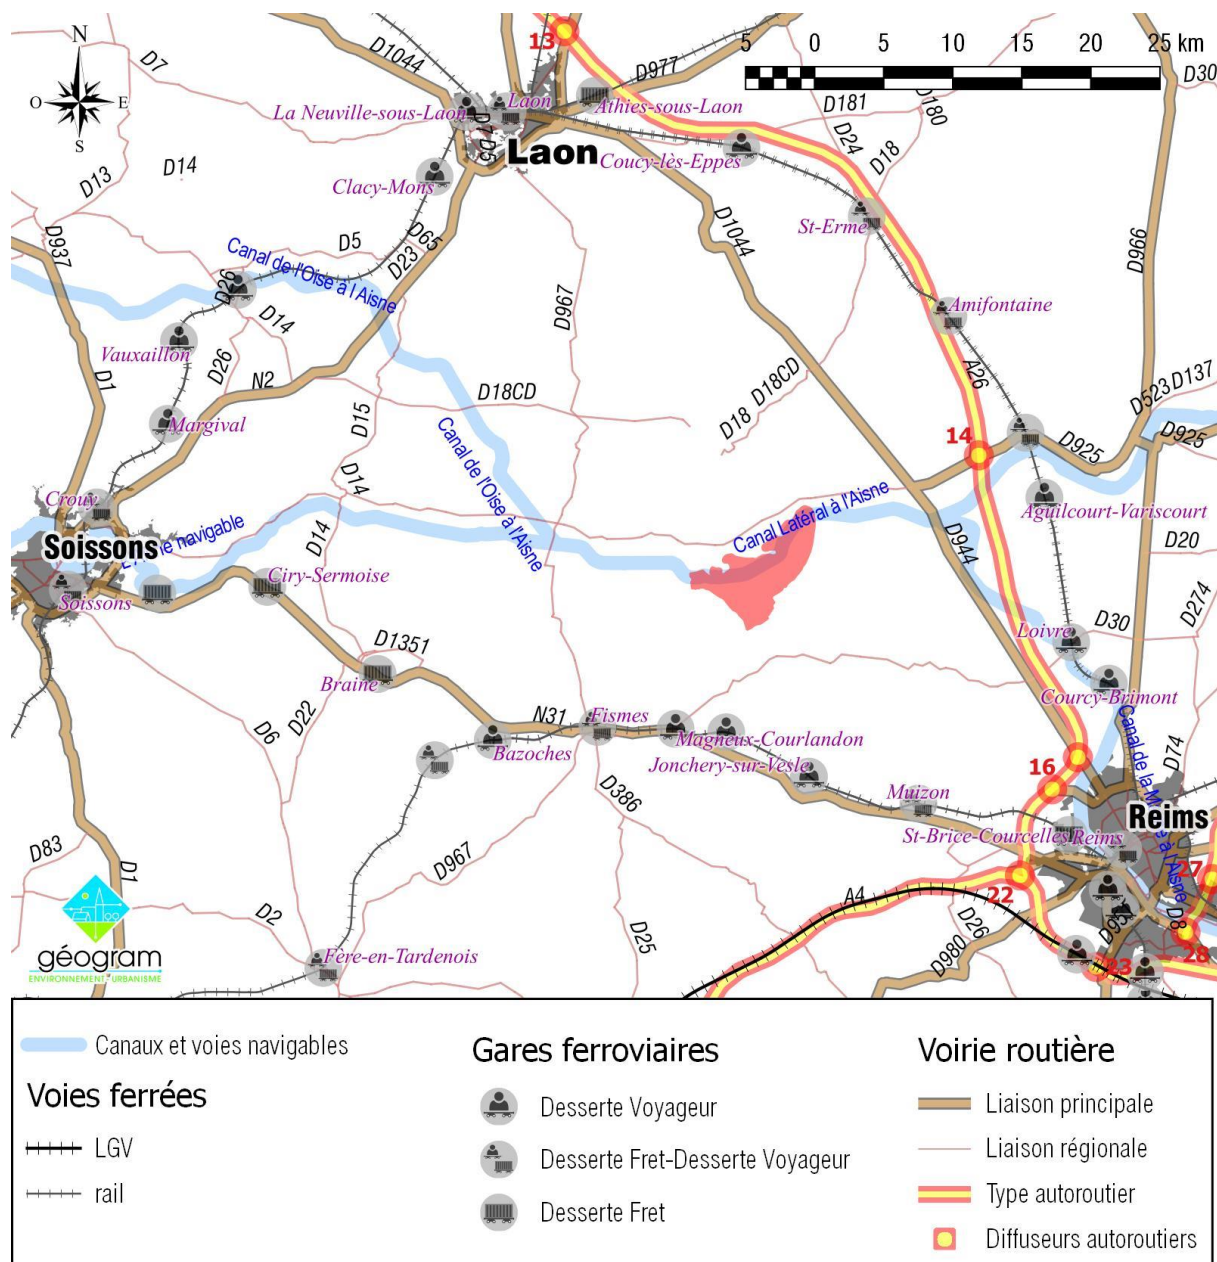 N
O
E
S
5 0 5 10 15 20 25 km
13
D1044
D977
D7
D30
La Neuville-sous-Laon
Laon
Athies-sous-Laon
D181
D180
D7
D5
Laon
Coucy-lès-Eppes
D24
D18
D14
D13
Clacy-Mons
St-Erme
D937
Canal de l'Oise à l'Aisne
D5
D65
D23
D1044
D966
D26
D967
Amifontaine
D14
Vauxaillon
D26
D1
N2
D18CD
D18CD
A26
D137
D523
Margival
D15
D18
14
D925
D925
Canal de l'Oise à l'Aisne
D14
Crouy
Canal Latéral à l'Aisne
Aguilcourt-Variscourt
Soissons
navigable
D14
D944
D20
Ciry-Sermoise
Soissons
D274
Loivre
D30
D1351
Braine
Courcy-Brimont
D22
D6
N31
Fismes
Bazoches
Magneux-Courlandon
Jonchery-sur-Vesle
D74
16
D386
Muizon
Reims
St-Brice-Courcelles
Reims
D83
D1
D967
22
27
A4
D2
D25
D26
D980
D951
D8
23
28
géogram
ENVIRONNEMENT URBANISME
Fère-en-Tardenois
Canaux et voies navigables
Voies ferrées
LGV
rail
Gares ferroviaires
Desserte Voyageur
Desserte Fret-Desserte Voyageur
Desserte Fret
Voirie routière
Liaison principale
Liaison régionale
Type autoroutier
Diffuseurs autoroutiers